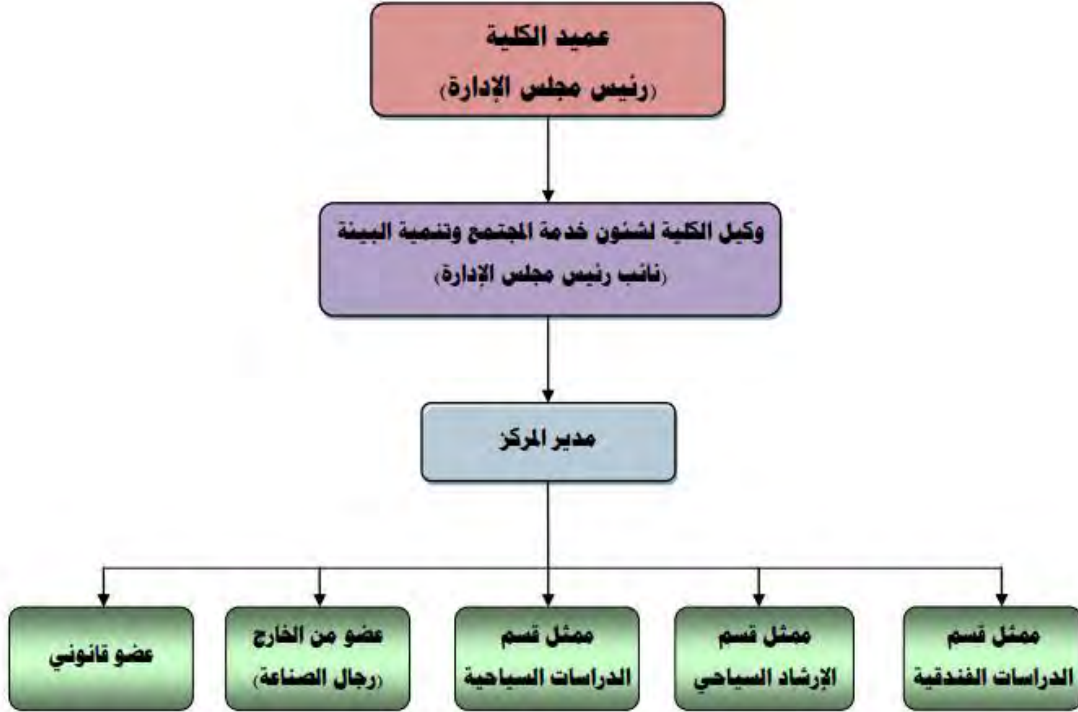 عميد الكلية
(رئيس مجلس الإدارة)
وكيل الكلية لشئون خدمة المجتمع وتنمية البيئة
(نائب رئيس مجلس الإدارة)
مدير المركز
ممثل قسم
الدراسات الفندقية
ممثل قسم
الإرشاد السياحي
ممثل قسم
الدراسات السياحية
عضو من الخارج
(رجال الصناعة)
عضو قانوني